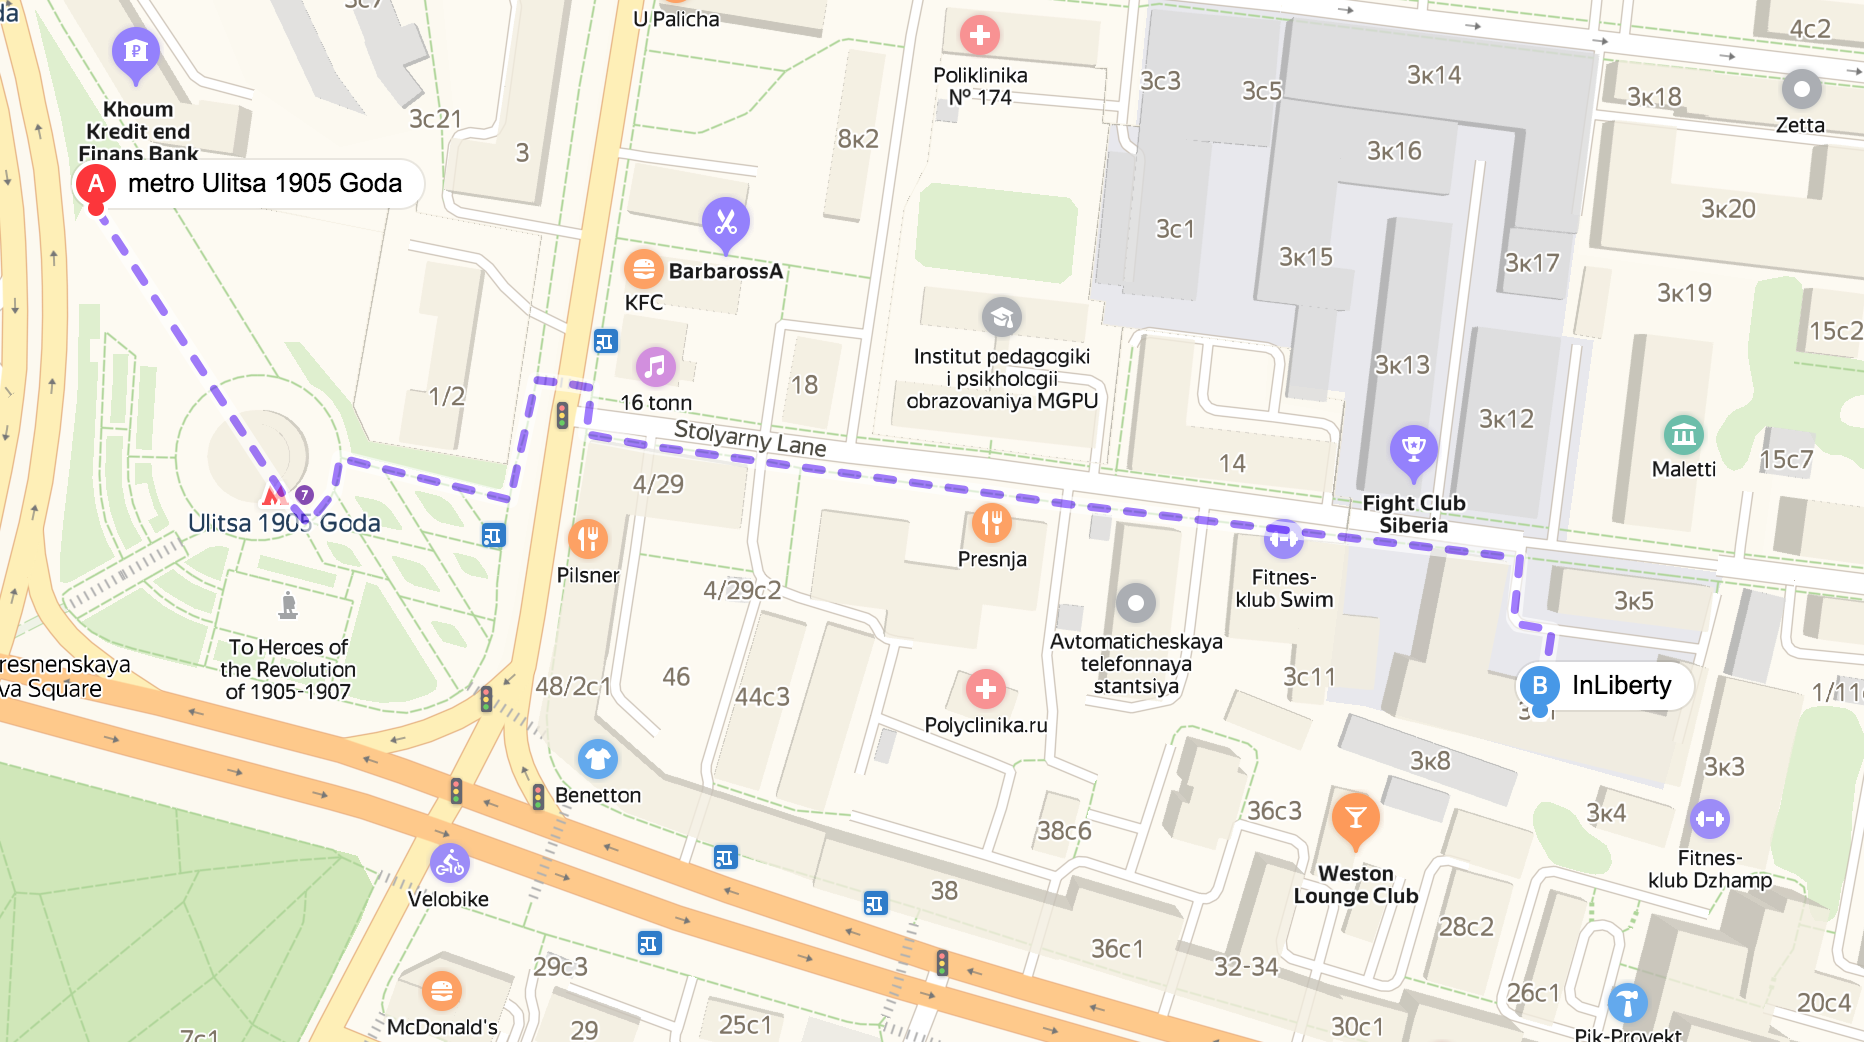 3c7
U Palicha
4c2
Poliklinika
Nº 174
3c3
3c5
3к14
3к18
Zetta
Khoum
Kredit end
Finans Bank
3c21
3
8к2
3к16
A metro Ulitsa 1905 Goda
3к20
3c1
3к15
3к17
BarbarossA
KFC
3к19
15c2
Institut pedagogiki
i psikhologii
obrazovaniya MGPU
18
3к13
1/2
16 tonn
Stolyarny Lane
3к12
14
Maletti
15c7
4/29
7
Fight Club
Siberia
Ulitsa 1905 Goda
Pilsner
Presnja
4/29c2
Fitnes-
klub Swim
3к5
To Heroes of
the Revolution
of 1905-1907
resnenskaya
va Square
Avtomaticheskaya
telefonnaya
stantsiya
48/2c1
46
44c3
3c11
B InLiberty
1/11
Polyclinika.ru
3к8
3к3
Benetton
38c6
36c3
3к4
Velobike
38
Weston
Lounge Club
Fitnes-
klub Dzhamp
28c2
36c1
32-34
29c3
26c1
20c4
McDonald's
29
25c1
30c1
7c1
Pik-Proyekt